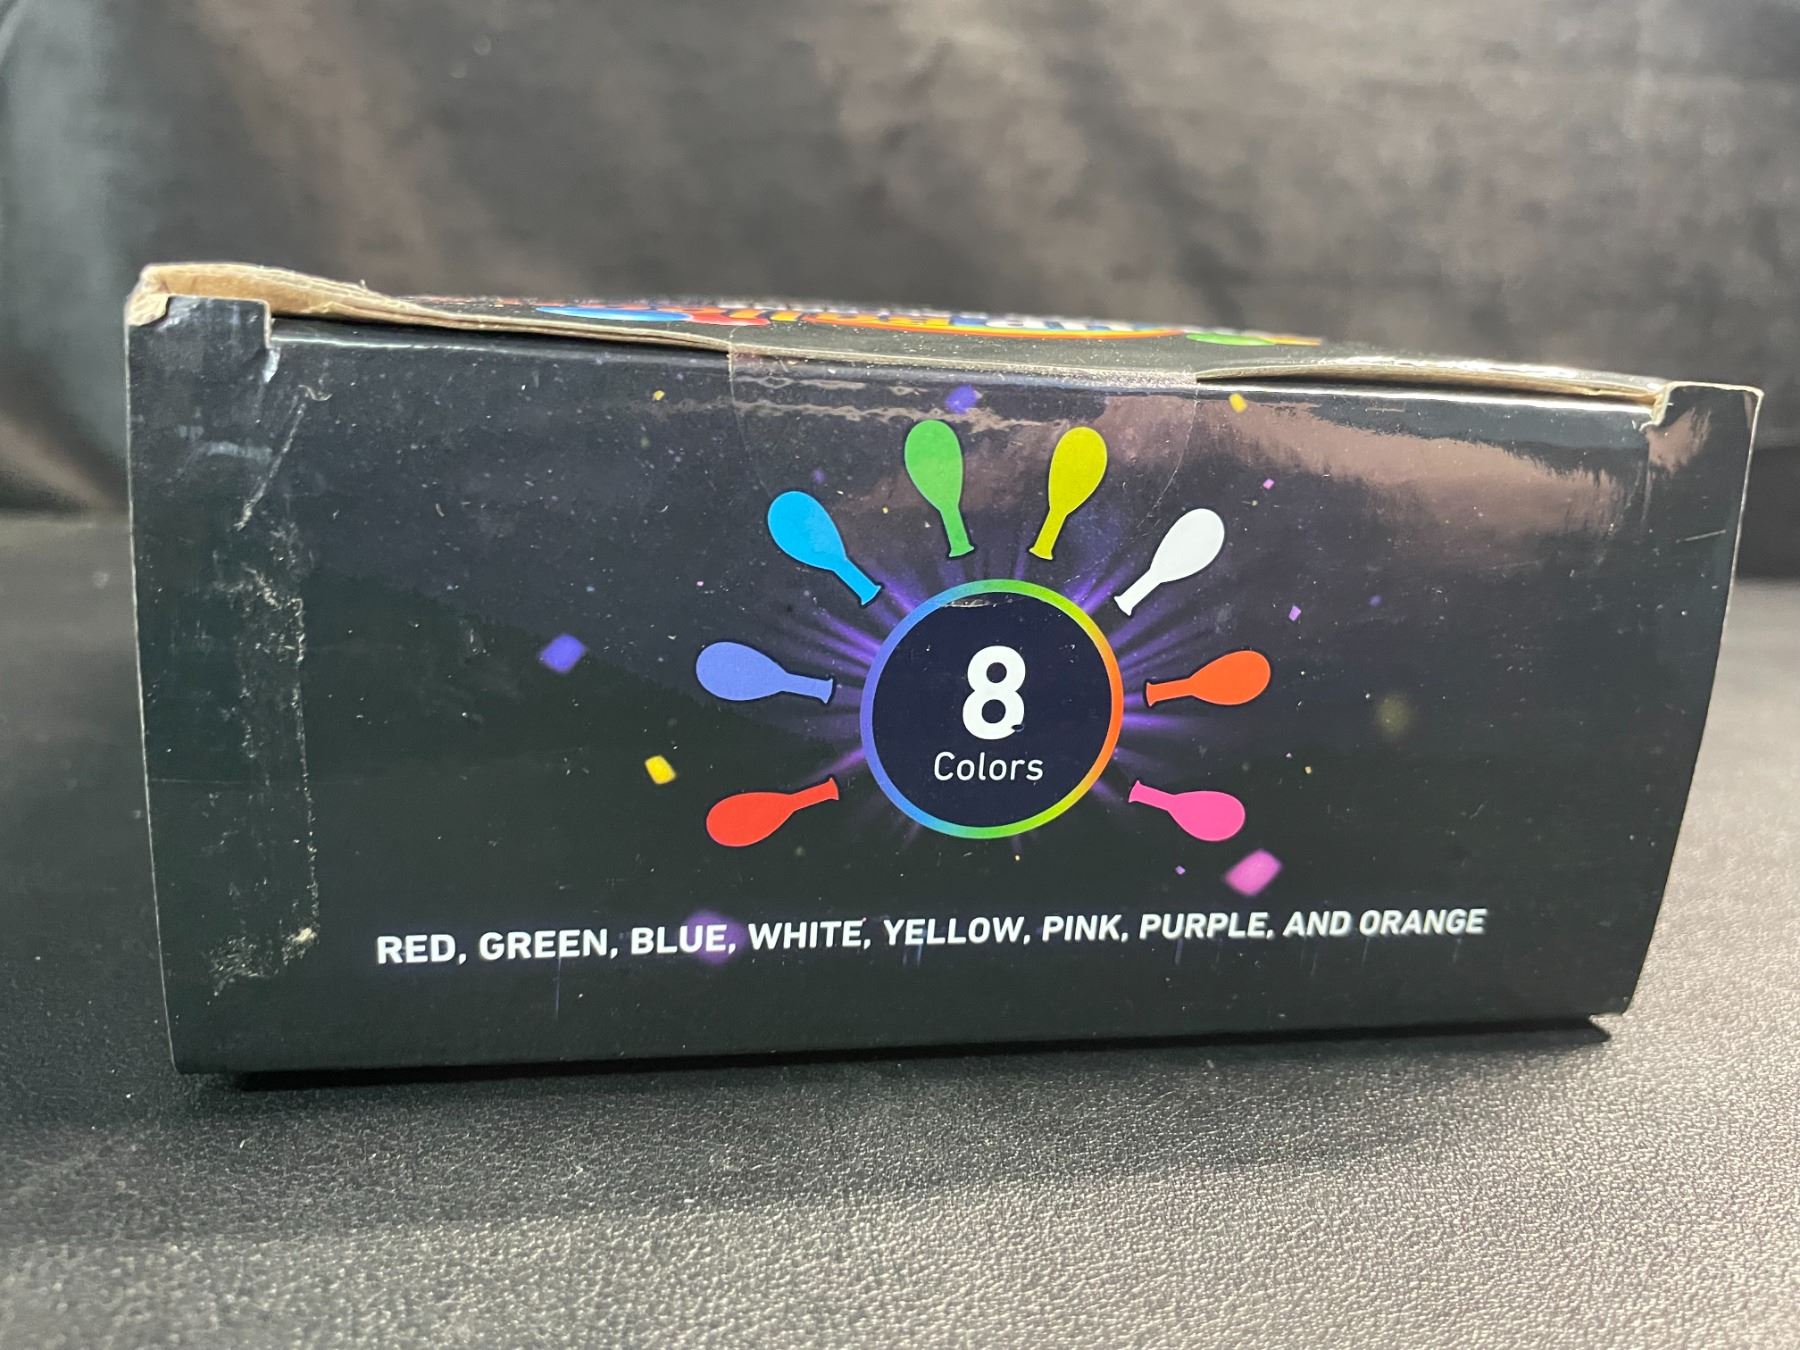 8
Colors
RED, GREEN, BLUE, WHITE, YELLOW, PINK, PURPLE, AND ORANGE